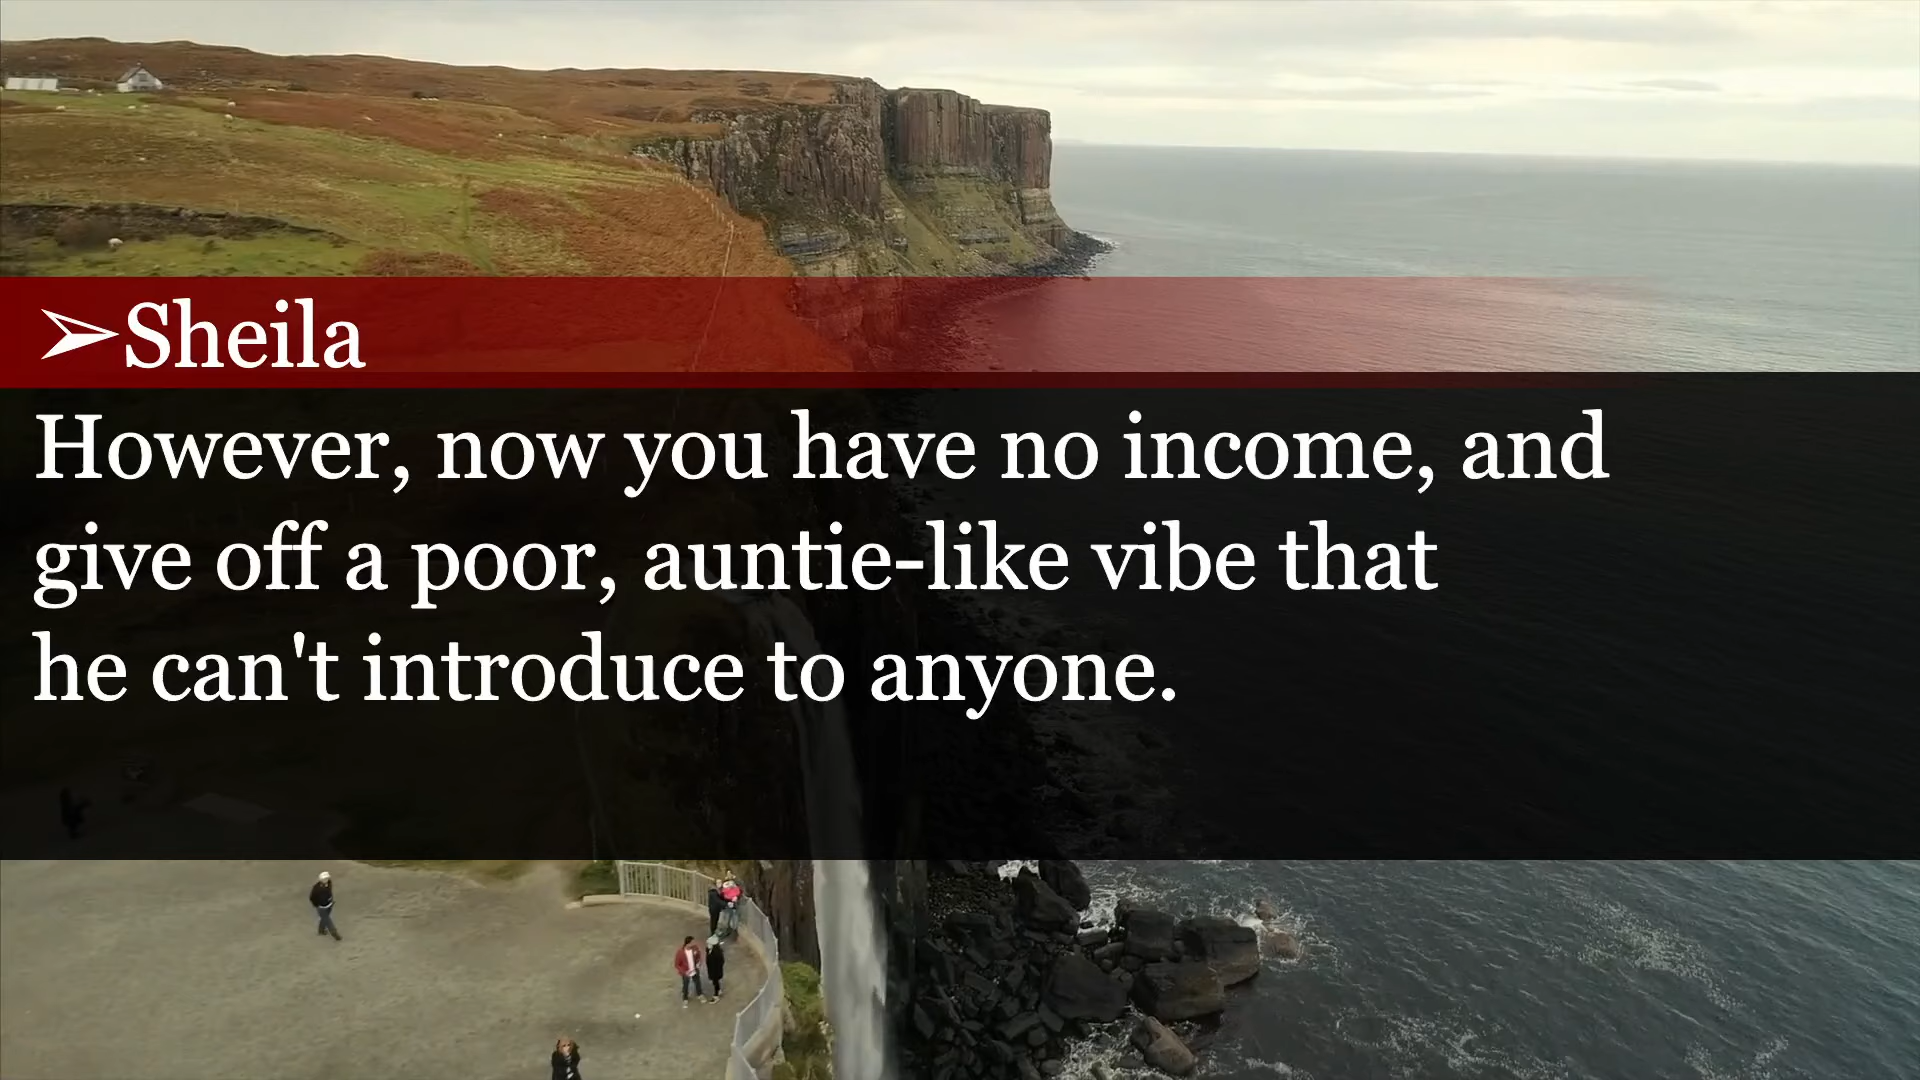 ➢Sheila
However, now you have no income, and
give off a poor, auntie-like vibe that
he can't introduce to anyone.